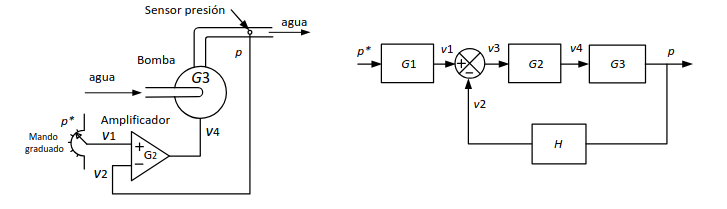 Sensor presión
agua
p
Bomba
G3
agua
p*
Amplificador
Mando
graduado
v1
+
G2
−
v2
v4
p*
G1
v1
+
−
v3
G2
v4
G3
p
v2
H